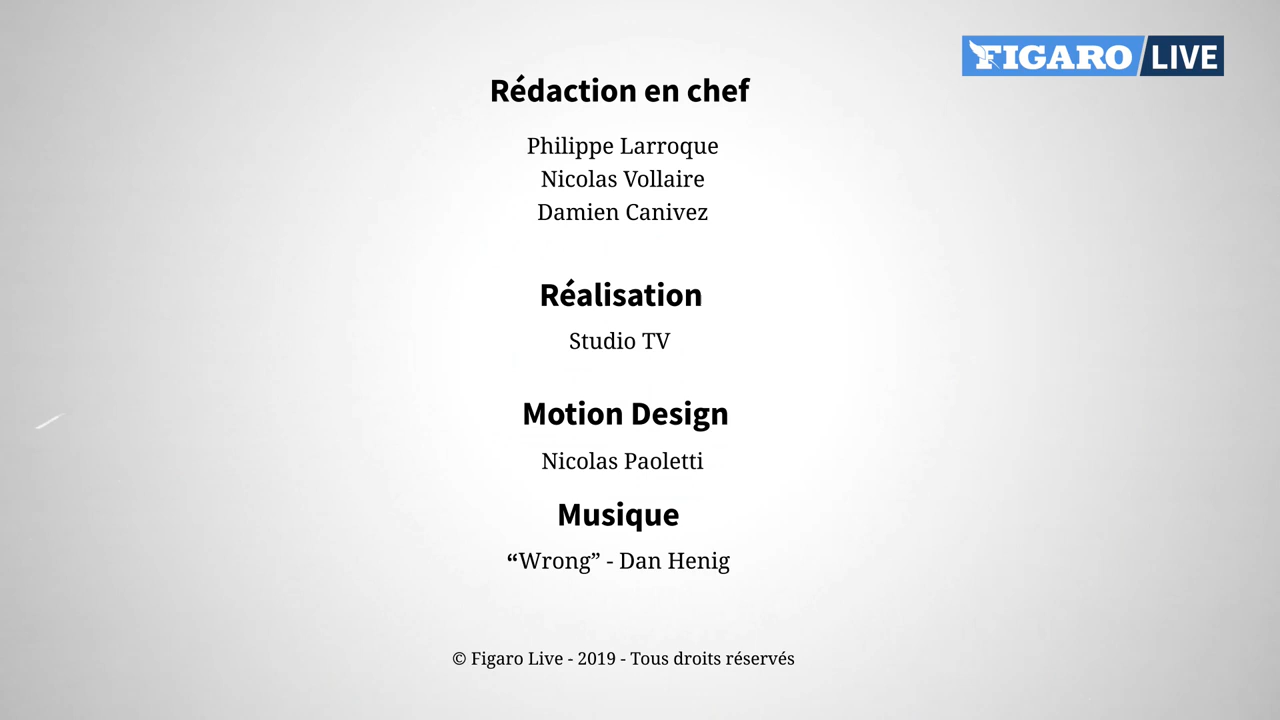 FIGARO LIVE
Rédaction en chef
Philippe Larroque
Nicolas Vollaire
Damien Canivez
Réalisation
Studio TV
Motion Design
Nicolas Paoletti
Musique
“Wrong” - Dan Henig
© Figaro Live - 2019 - Tous droits réservés